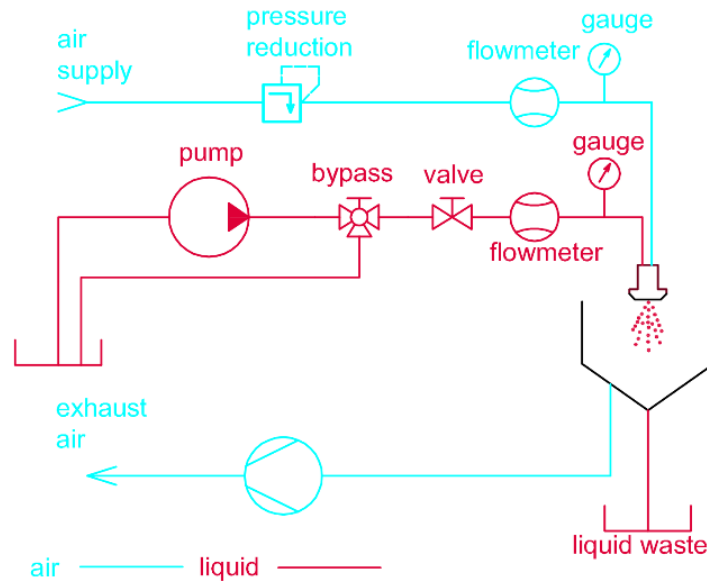 air
supply
pressure
reduction
flowmeter
gauge
pump
bypass
valve
gauge
flowmeter
exhaust
air
liquid waste
air
liquid